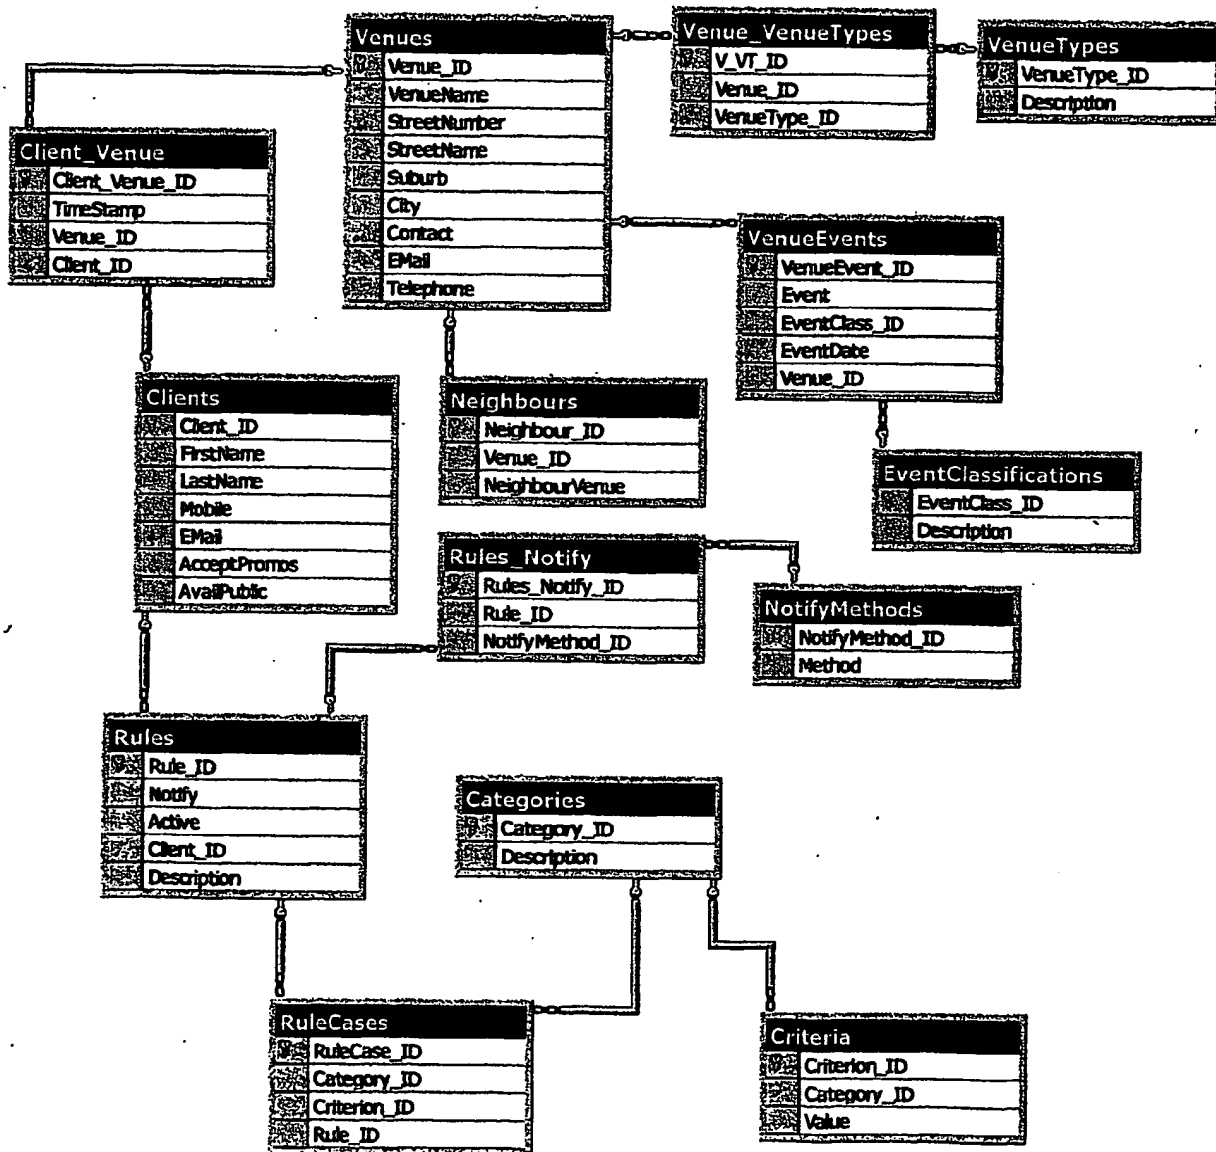 Venues
Venue_ID
VenueName
StreetNumber
StreetName
Suburb
City
Contact
EMail
Telephone
Venue_VenueTypes
V_VT_ID
Venue_ID
VenueType_ID
VenueTypes
VenueType_ID
Description
Client_Venue
Client_Venue_ID
TimeStamp
Venue_ID
Client_ID
VenueEvents
VenueEvent_ID
Event
EventClass_ID
EventDate
Venue_ID
Clients
Client_ID
FirstName
LastName
Mobile
EMail
AcceptPromos
AvailPublic
Neighbours
Neighbour_ID
Venue_ID
NeighbourVenue
EventClassifications
EventClass_ID
Description
Rules_Notify
Rules_Notify_ID
Rule_ID
NotifyMethod_ID
NotifyMethods
NotifyMethod_ID
Method
Rules
Rule_ID
Notify
Active
Client_ID
Description
Categories
Category_ID
Description
RuleCases
RuleCase_ID
Category_ID
Criterion_ID
Rule_ID
Criteria
Criterion_ID
Category_ID
Value